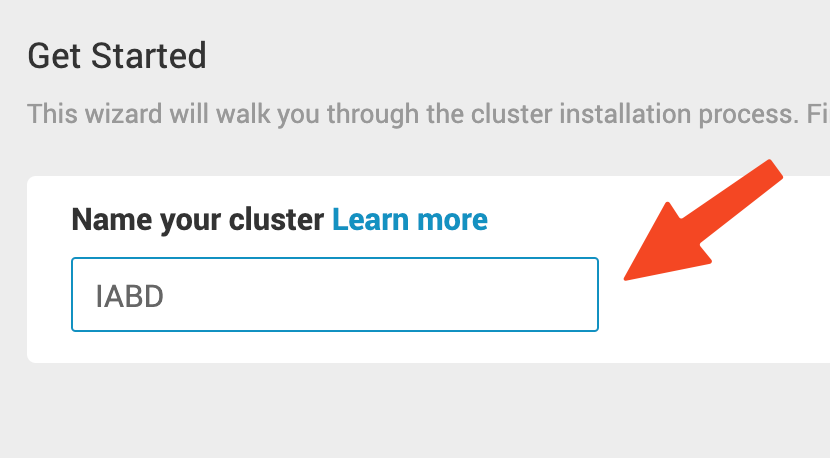 Get Started
This wizard will walk you through the cluster installation process. Fi
Name your cluster Learn more
IABD